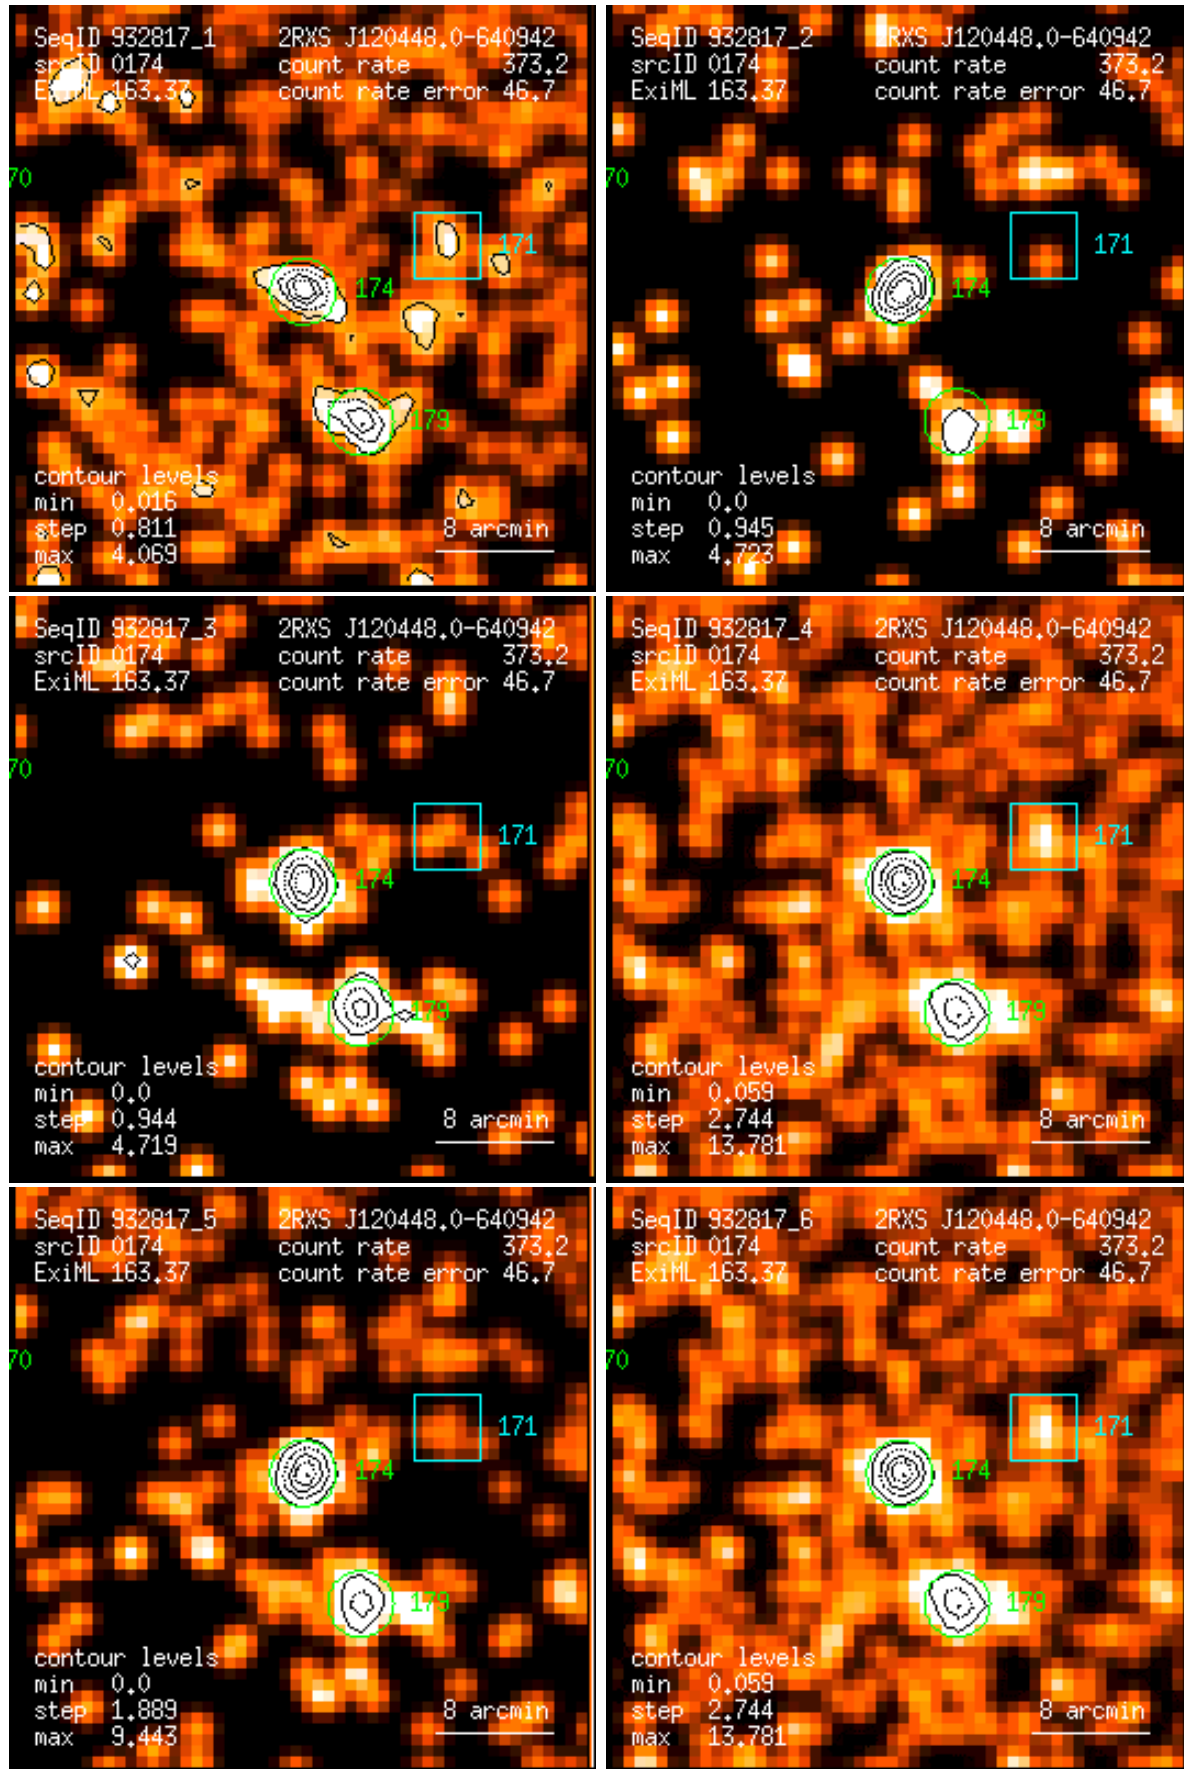 SeqID 932817_1 2RXS J120448.0-640942
srcID 0174 count rate 373.2
ExiML 163.37 count rate error 46.7
70
171
174
179
contour levels
min 0.016
step 0.811
max 4.069
8 arcmin
SeqID 932817_2 2RXS J120448.0-640942
srcID 0174 count rate 373.2
ExiML 163.37 count rate error 46.7
70
171
174
179
contour levels
min 0.0
step 0.945
max 4.723
8 arcmin
SeqID 932817_3 2RXS J120448.0-640942
srcID 0174 count rate 373.2
ExiML 163.37 count rate error 46.7
70
171
174
179
contour levels
min 0.0
step 0.944
max 4.719
8 arcmin
SeqID 932817_4 2RXS J120448.0-640942
srcID 0174 count rate 373.2
ExiML 163.37 count rate error 46.7
70
171
174
179
contour levels
min 0.059
step 2.744
max 13.781
8 arcmin
SeqID 932817_5 2RXS J120448.0-640942
srcID 0174 count rate 373.2
ExiML 163.37 count rate error 46.7
70
171
174
179
contour levels
min 0.0
step 1.889
max 9.443
8 arcmin
SeqID 932817_6 2RXS J120448.0-640942
srcID 0174 count rate 373.2
ExiML 163.37 count rate error 46.7
70
171
174
179
contour levels
min 0.059
step 2.744
max 13.781
8 arcmin